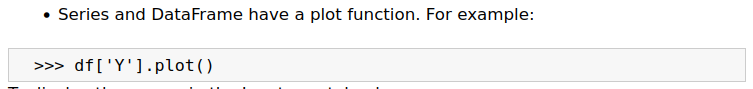 • Series and DataFrame have a plot function. For example:
>>> df['Y'].plot()